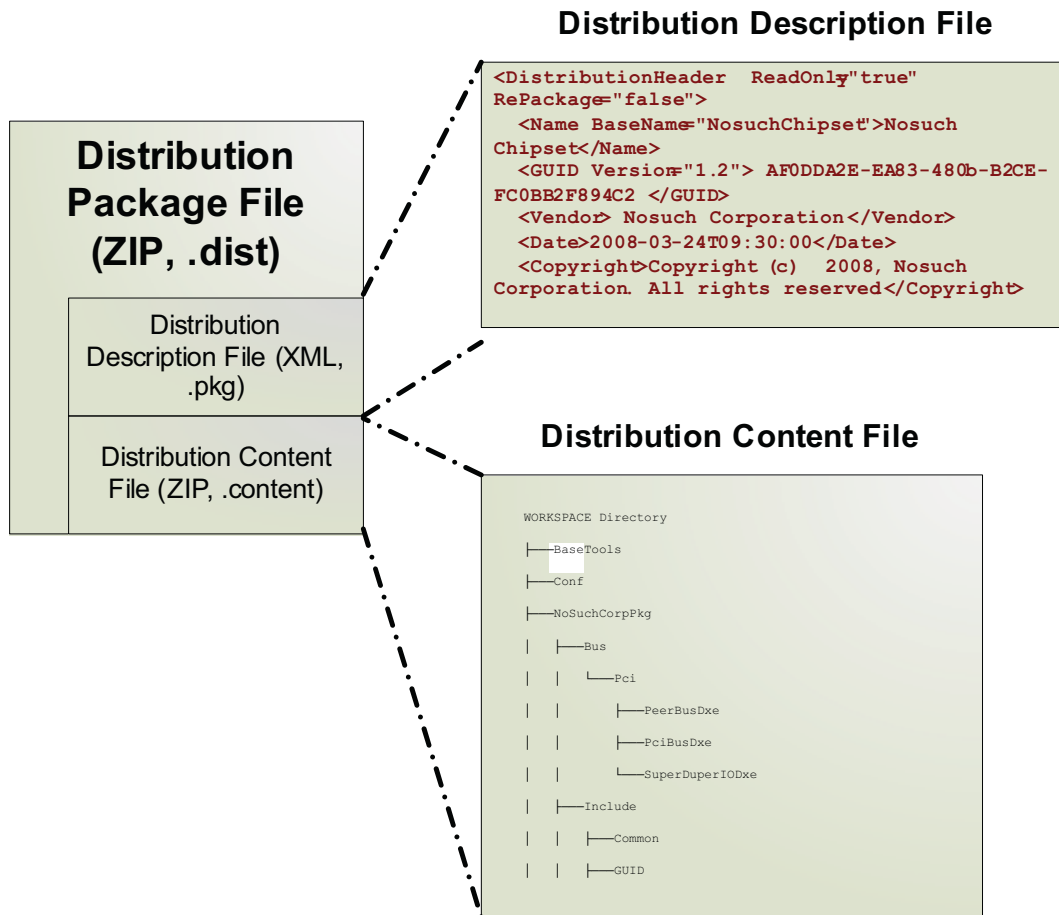 Distribution Description File
<DistributionHeader ReadOnly="true"
RePackage="false">
<Name BaseName="NosuchChipset">Nosuch
Chipset</Name>
<GUID Version="1.2"> AF0DDA2E-EA83-480b-B2CE-
FC0BB2F894C2 </GUID>
<Vendor> Nosuch Corporation</Vendor>
<Date>2008-03-24T09:30:00</Date>
<Copyright>Copyright (c) 2008, Nosuch
Corporation. All rights reserved</Copyright>
Distribution
Package File
(ZIP, .dist)
Distribution
Description File (XML,
.pkg)
Distribution Content
File (ZIP, .content)
Distribution Content File
WORKSPACE Directory
├───BaseTools
├───Conf
├───NoSuchCorpPkg
│ ├───Bus
│ │ └───Pci
│ │ ├───PeerBusDxe
│ │ ├───PciBusDxe
│ │ └───SuperDuperIODxe
│ ├───Include
│ │ ├───Common
│ │ ├───GUID